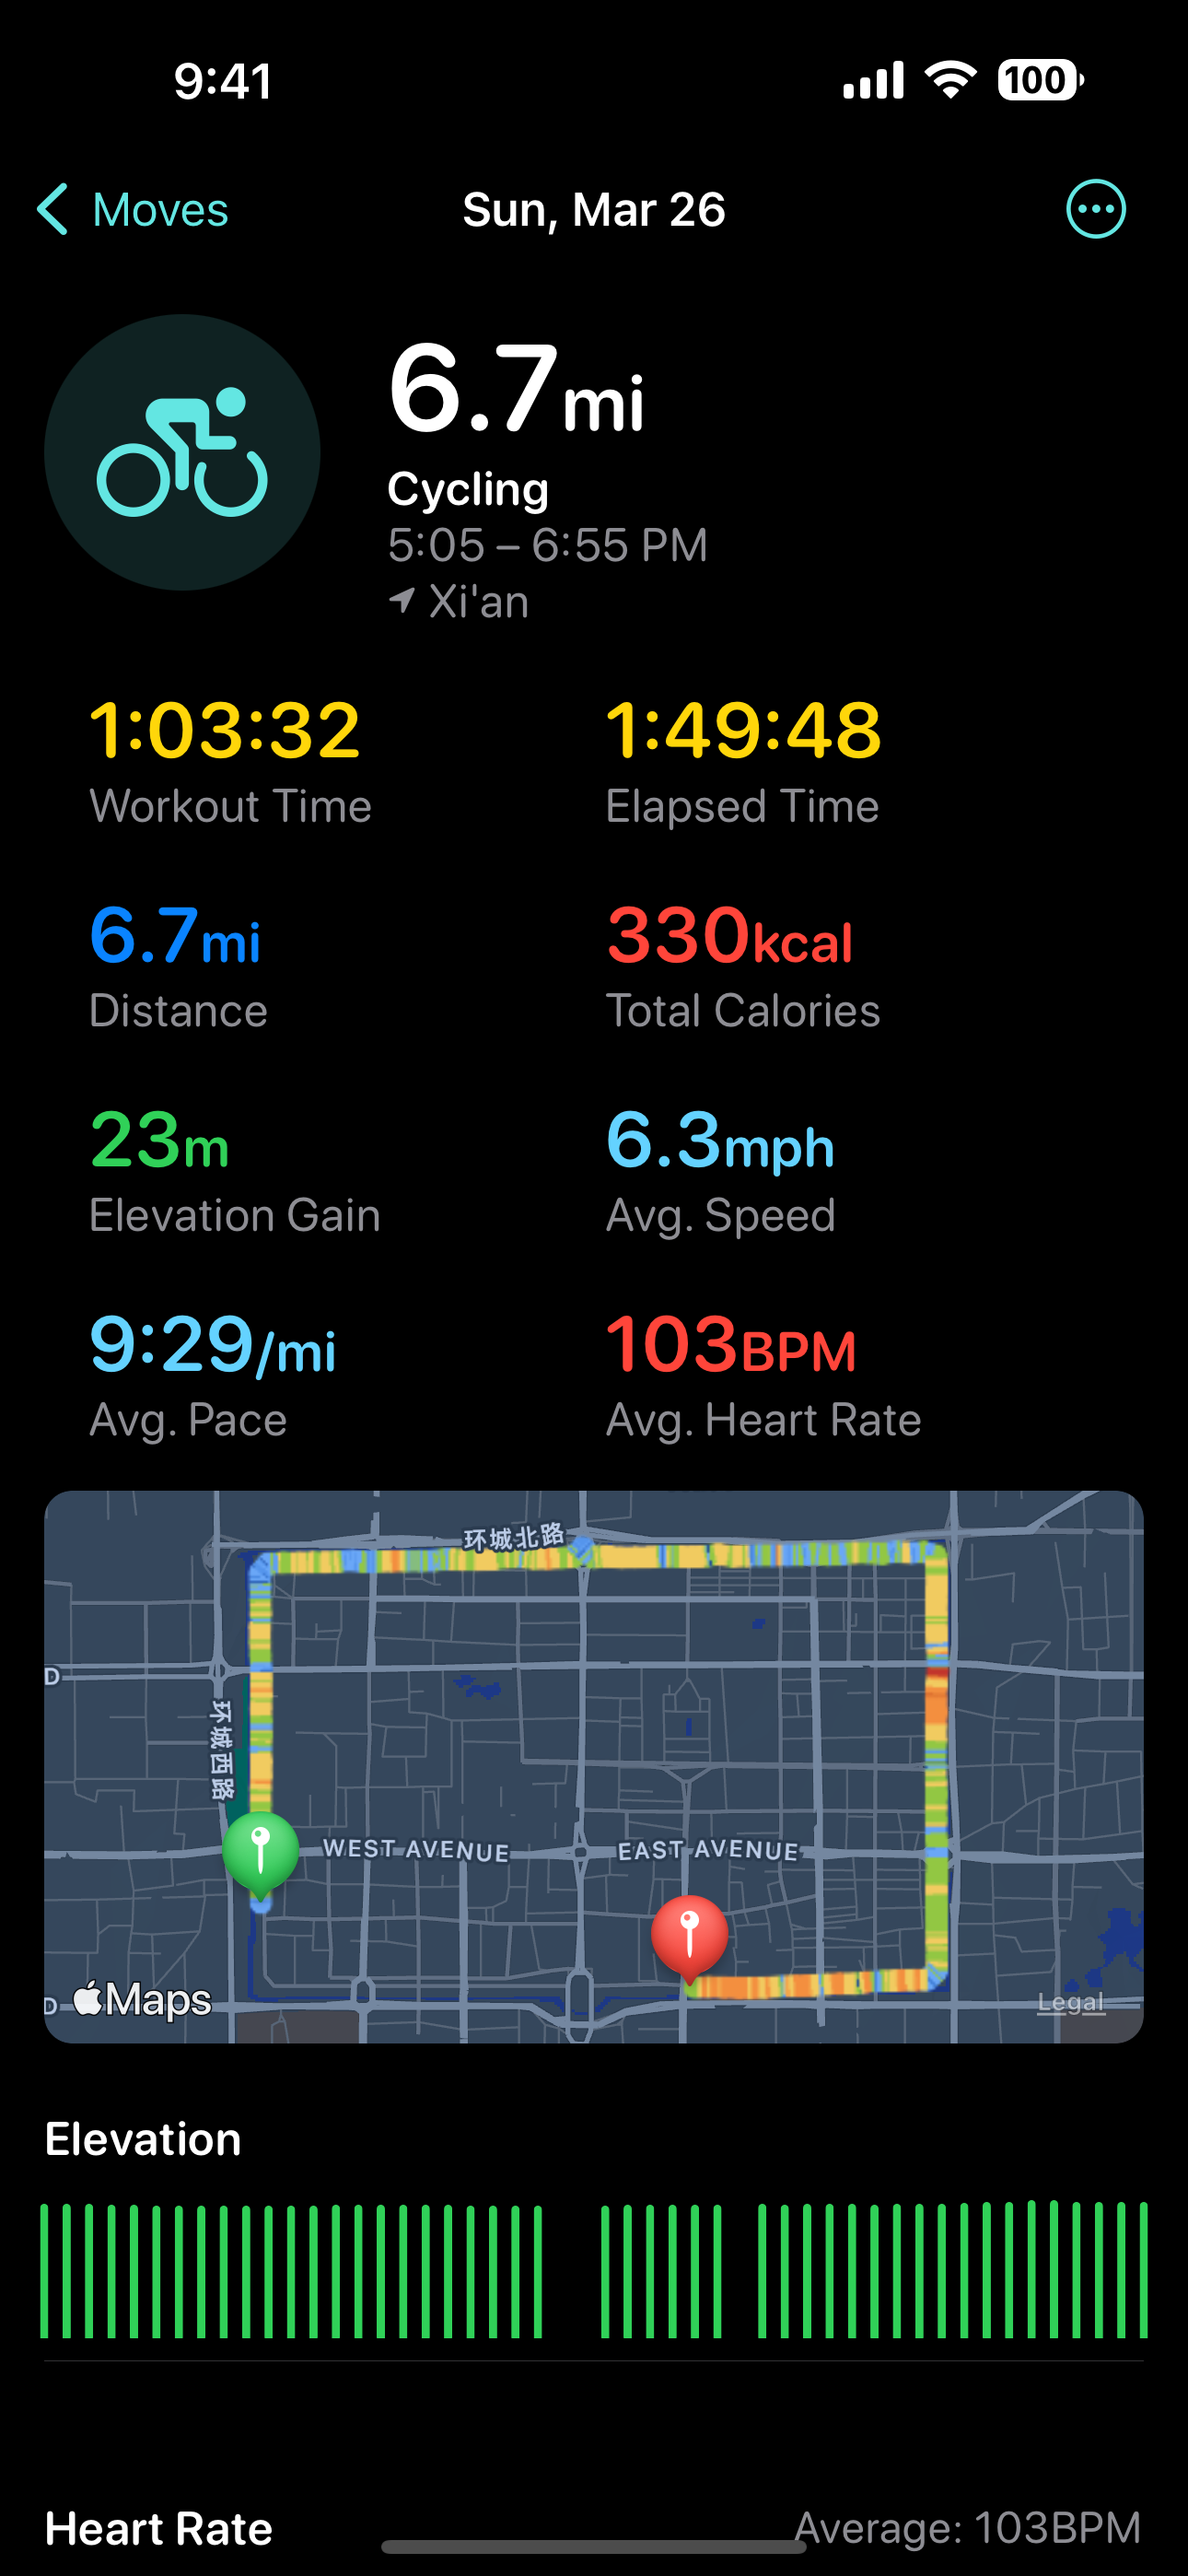 9:41
100
Moves
Sun, Mar 26
6.7mi
Cycling
5:05 – 6:55 PM
Xi'an
1:03:32
1:49:48
Workout Time
Elapsed Time
6.7mi
330kcal
Distance
Total Calories
23m
6.3mph
Elevation Gain
Avg. Speed
9:29/mi
103BPM
Avg. Pace
Avg. Heart Rate
环城北路
D
环城西路
WEST AVENUE
EAST AVENUE
D
Maps
Legal
Elevation
Heart Rate
Average: 103BPM